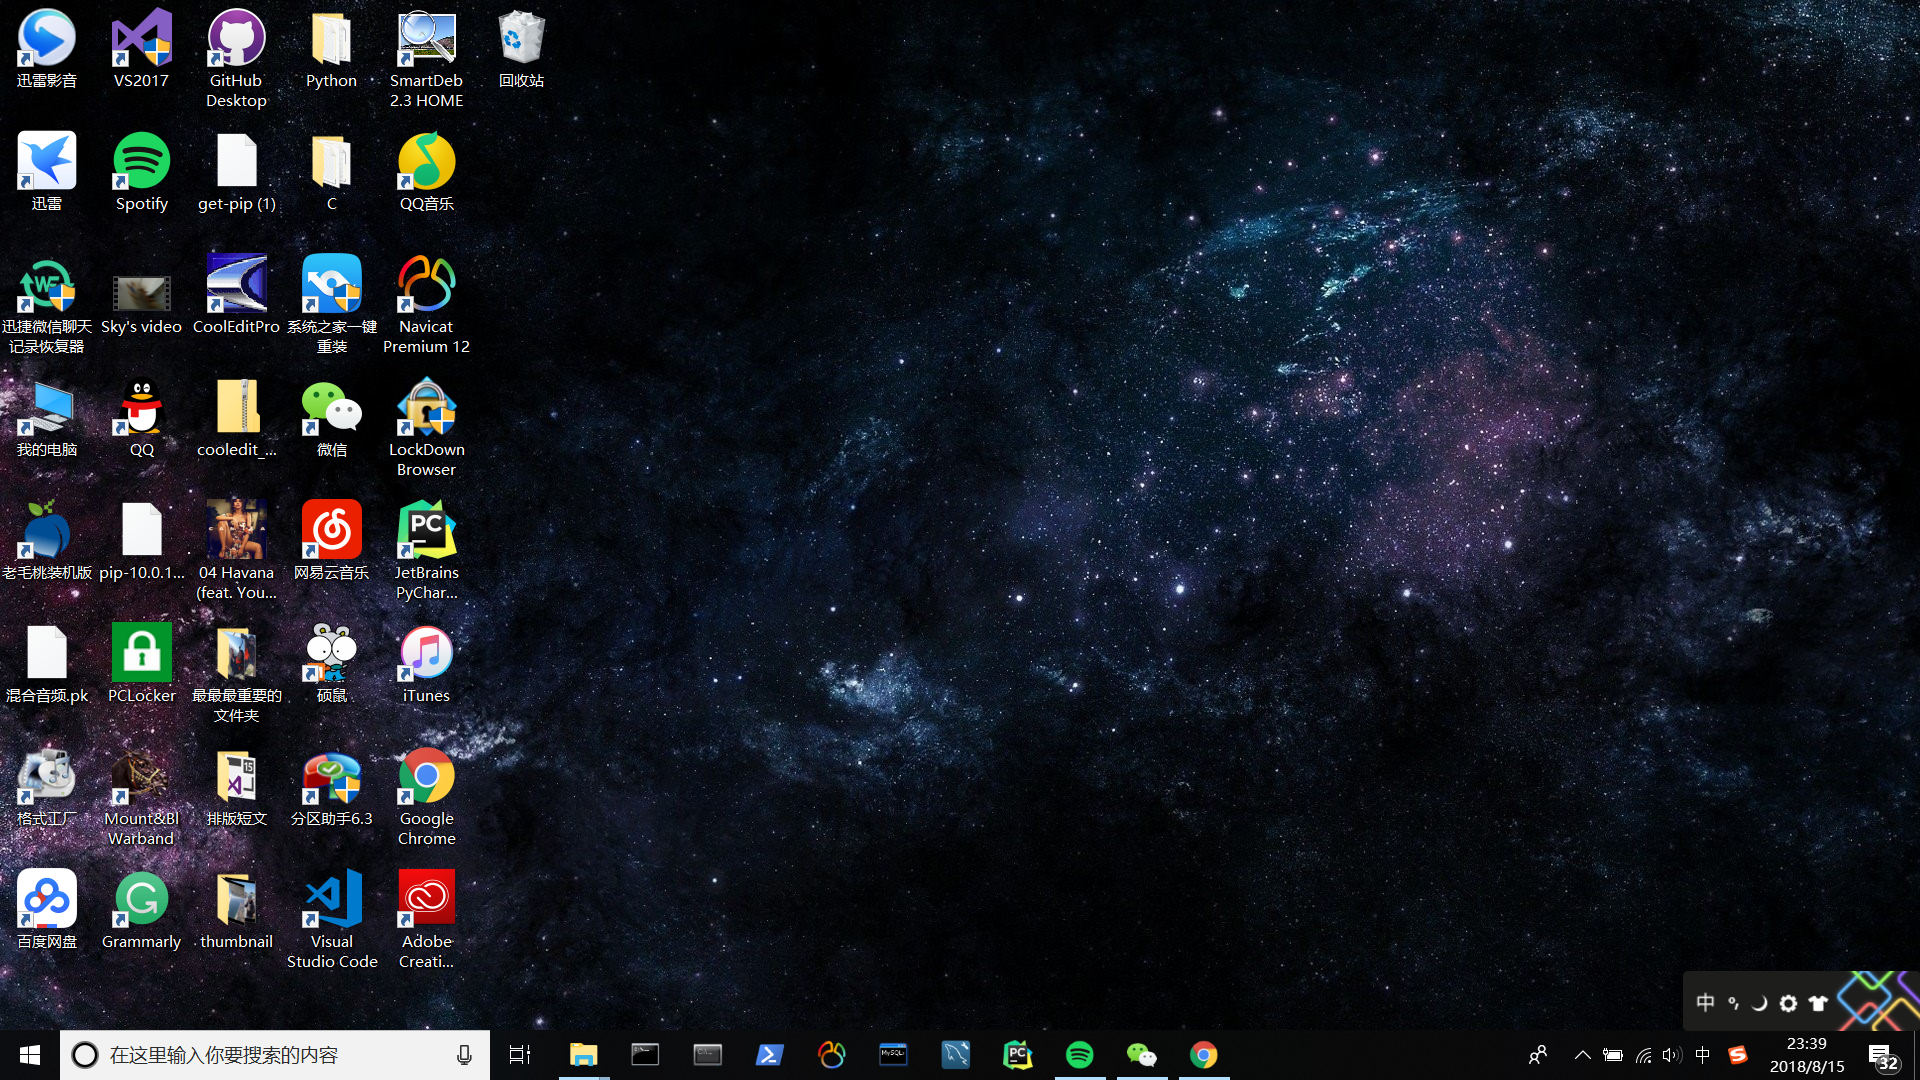 迅雷影音
VS2017
GitHub
Desktop
Python
SmartDeb
2.3 HOME
回收站
迅雷
Spotify
get-pip (1)
C
QQ音乐
迅捷微信聊天
记录恢复器
Sky's video
CoolEditPro
系统之家一键
重装
Navicat
Premium 12
我的电脑
QQ
cooledit_...
微信
LockDown
Browser
老毛桃装机版
pip-10.0.1...
04 Havana
(feat. You...
网易云音乐
PC
JetBrains
PyChar...
混合音频.pk
PCLocker
最最最重要的
文件夹
硕鼠
iTunes
格式工厂
Mount&Bl
Warband
15
排版短文
分区助手6.3
Google
Chrome
百度网盘
Grammarly
thumbnail
Visual
Studio Code
Adobe
Creati...
中
在这里输入你要搜索的内容
MySQL
PC
中
23:39
2018/8/15
32